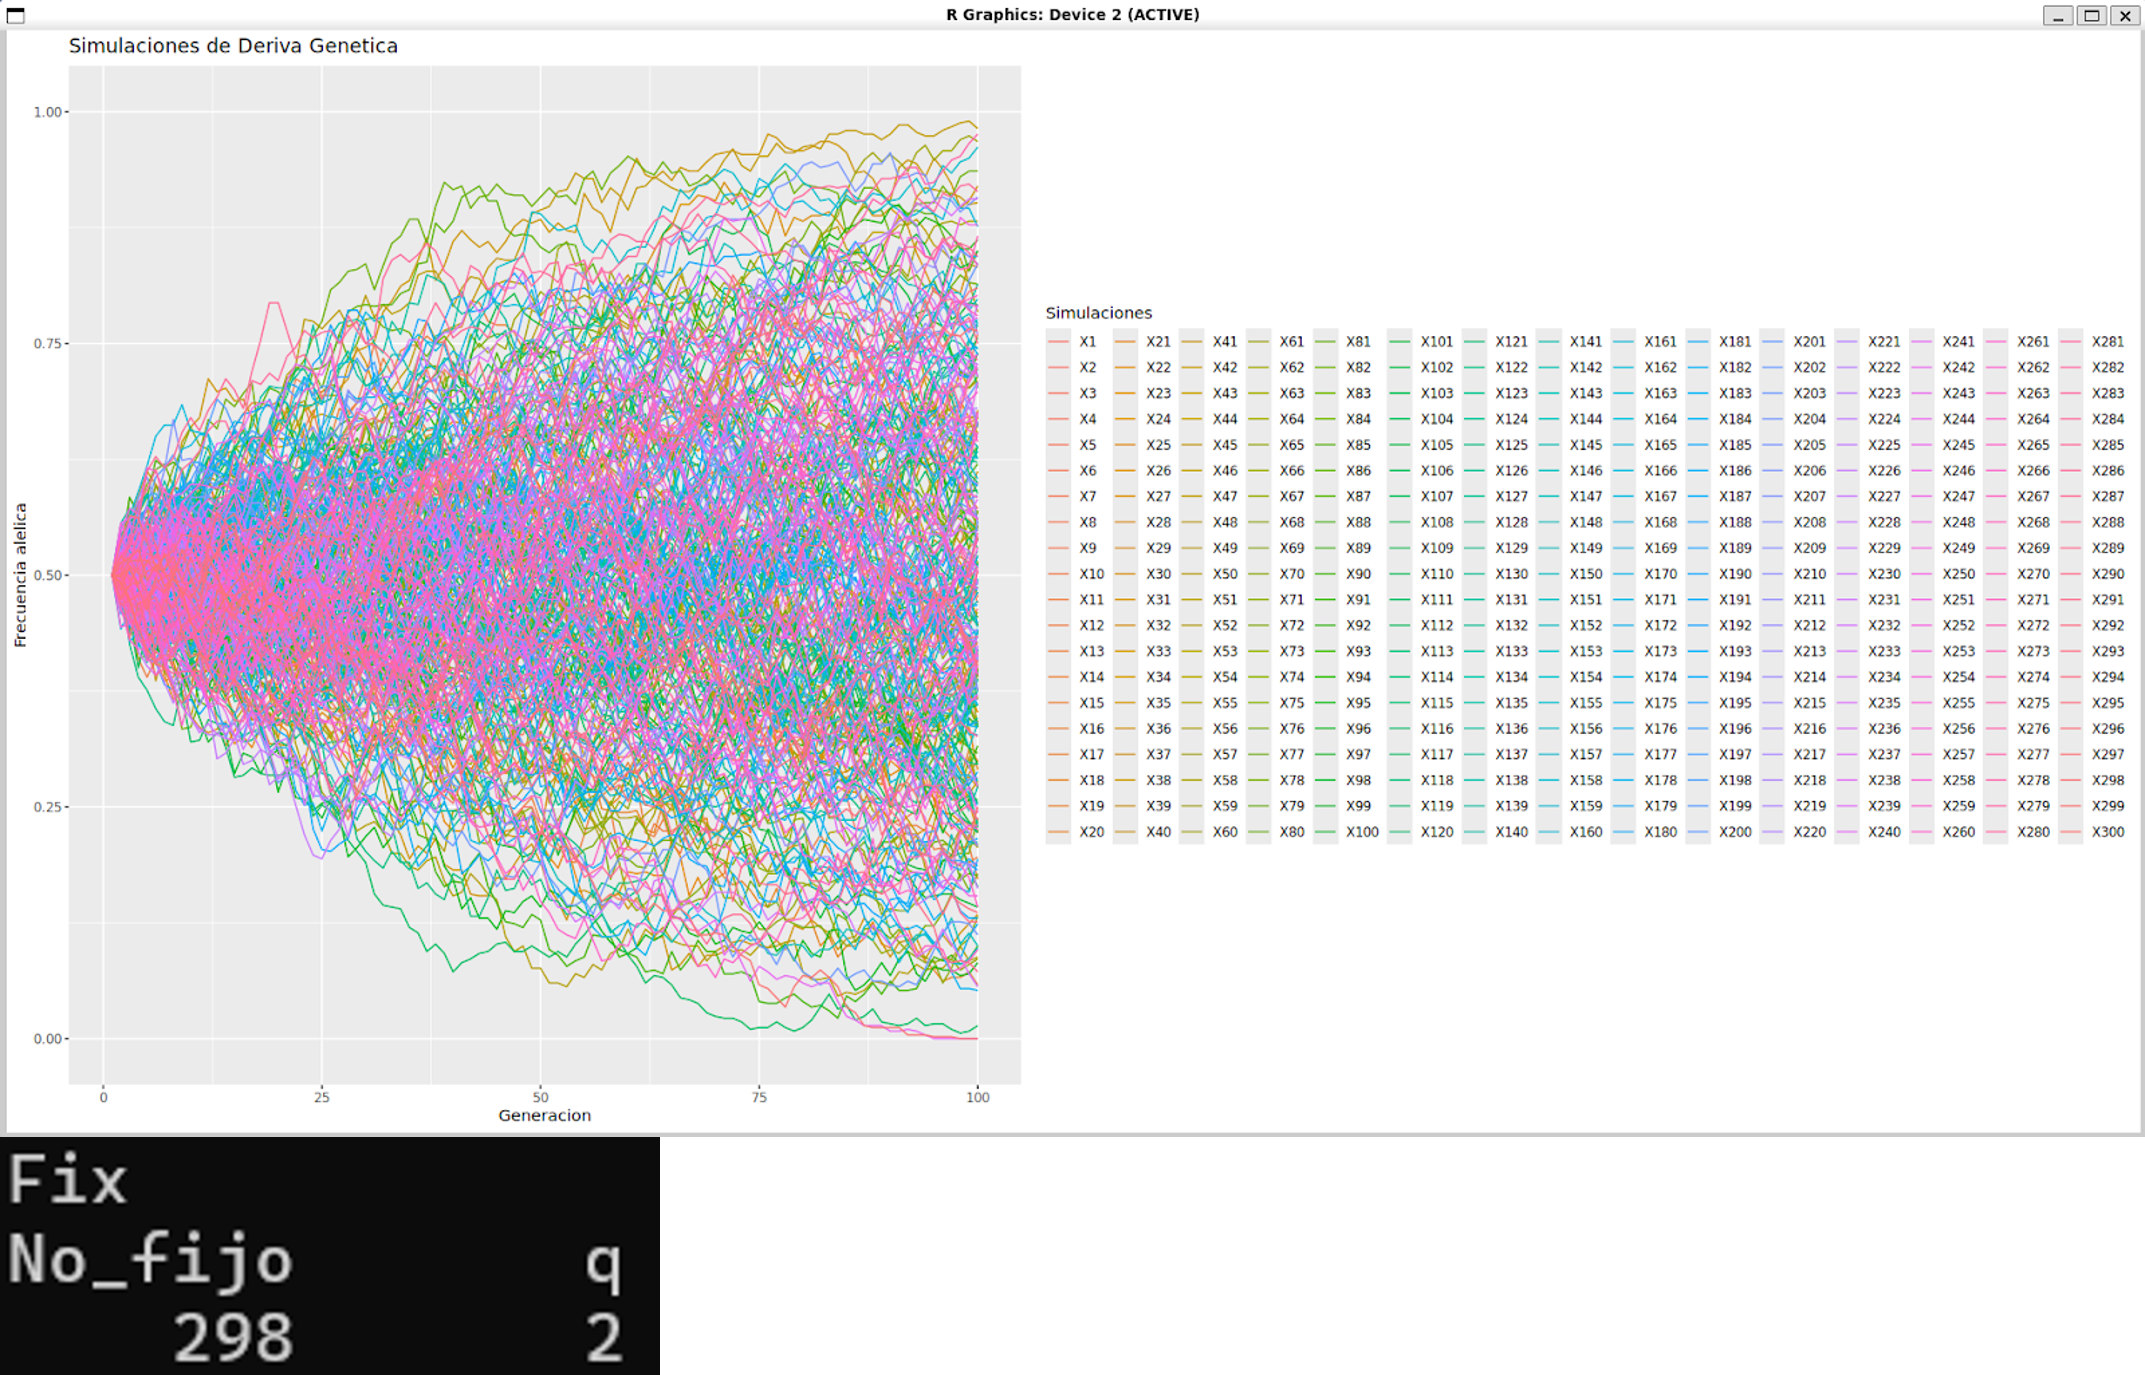 R Graphics: Device 2 (ACTIVE)
Simulaciones de Deriva Genetica
1.00
0.75
0.50
0.25
0.00
Frecuencia alelica
0 25 50 75 100
Generacion
Simulaciones
X1 X21 X41 X61 X81 X101 X121 X141 X161 X181 X201 X221 X241 X261 X281
X2 X22 X42 X62 X82 X102 X122 X142 X162 X182 X202 X222 X242 X262 X282
X3 X23 X43 X63 X83 X103 X123 X143 X163 X183 X203 X223 X243 X263 X283
X4 X24 X44 X64 X84 X104 X124 X144 X164 X184 X204 X224 X244 X264 X284
X5 X25 X45 X65 X85 X105 X125 X145 X165 X185 X205 X225 X245 X265 X285
X6 X26 X46 X66 X86 X106 X126 X146 X166 X186 X206 X226 X246 X266 X286
X7 X27 X47 X67 X87 X107 X127 X147 X167 X187 X207 X227 X247 X267 X287
X8 X28 X48 X68 X88 X108 X128 X148 X168 X188 X208 X228 X248 X268 X288
X9 X29 X49 X69 X89 X109 X129 X149 X169 X189 X209 X229 X249 X269 X289
X10 X30 X50 X70 X90 X110 X130 X150 X170 X190 X210 X230 X250 X270 X290
X11 X31 X51 X71 X91 X111 X131 X151 X171 X191 X211 X231 X251 X271 X291
X12 X32 X52 X72 X92 X112 X132 X152 X172 X192 X212 X232 X252 X272 X292
X13 X33 X53 X73 X93 X113 X133 X153 X173 X193 X213 X233 X253 X273 X293
X14 X34 X54 X74 X94 X114 X134 X154 X174 X194 X214 X234 X254 X274 X294
X15 X35 X55 X75 X95 X115 X135 X155 X175 X195 X215 X235 X255 X275 X295
X16 X36 X56 X76 X96 X116 X136 X156 X176 X196 X216 X236 X256 X276 X296
X17 X37 X57 X77 X97 X117 X137 X157 X177 X197 X217 X237 X257 X277 X297
X18 X38 X58 X78 X98 X118 X138 X158 X178 X198 X218 X238 X258 X278 X298
X19 X39 X59 X79 X99 X119 X139 X159 X179 X199 X219 X239 X259 X279 X299
X20 X40 X60 X80 X100 X120 X140 X160 X180 X200 X220 X240 X260 X280 X300
Fix
No_fijo q
298 2